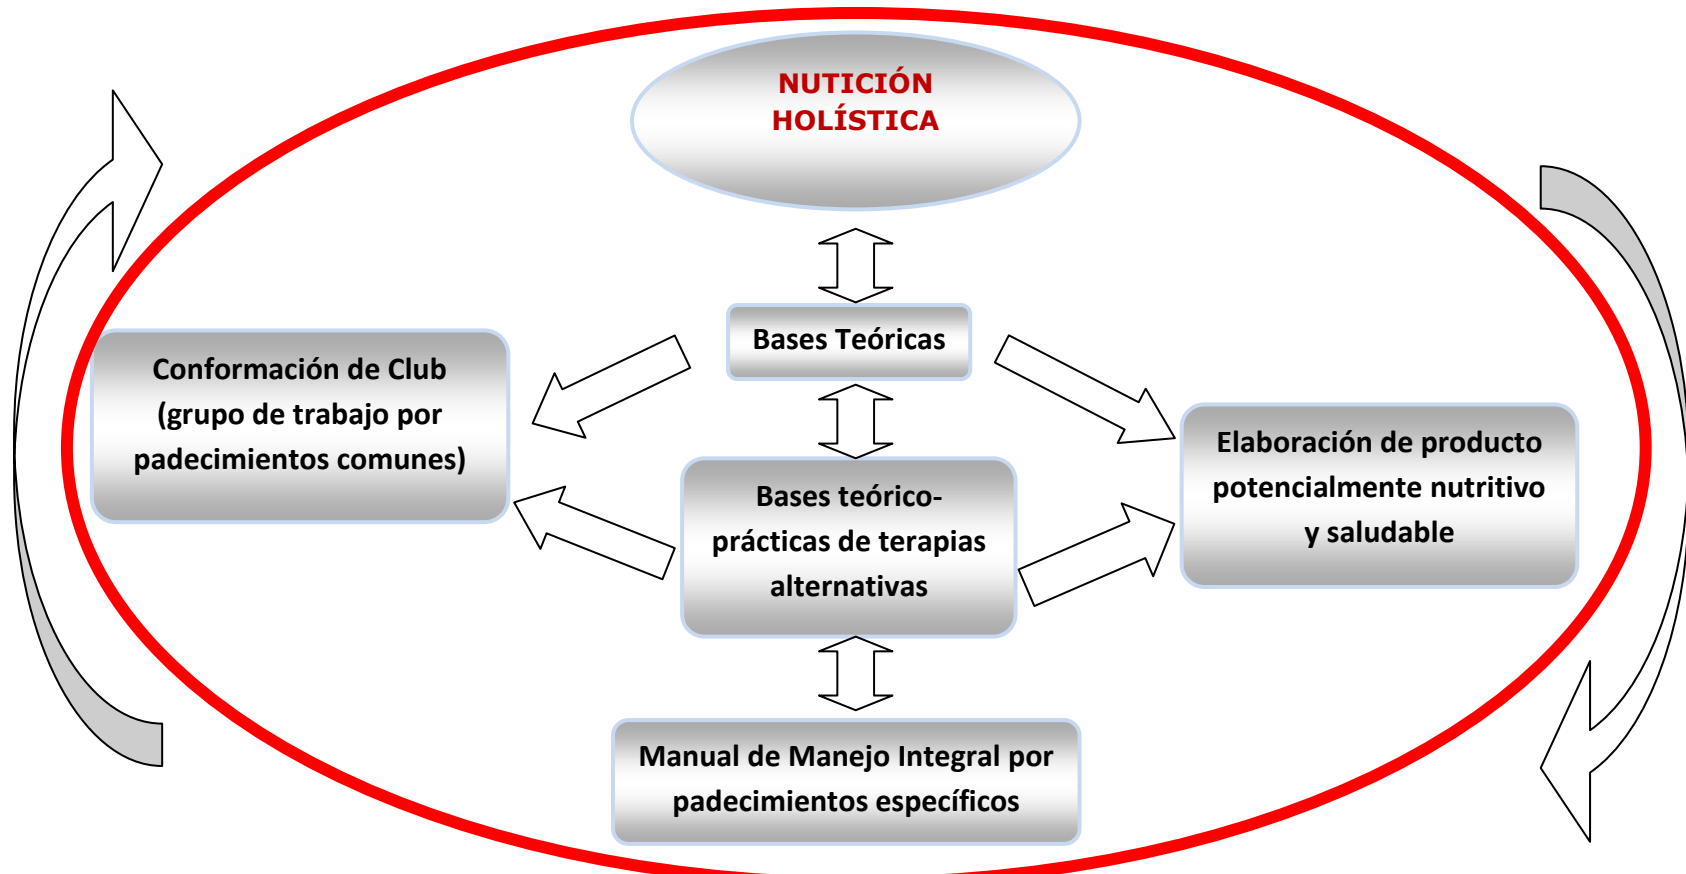 NUTICIÓN
HOLÍSTICA
Bases Teóricas
Conformación de Club
(grupo de trabajo por
padecimientos comunes)
Elaboración de producto
potencialmente nutritivo
y saludable
Bases teórico-
prácticas de terapias
alternativas
Manual de Manejo Integral por
padecimientos específicos